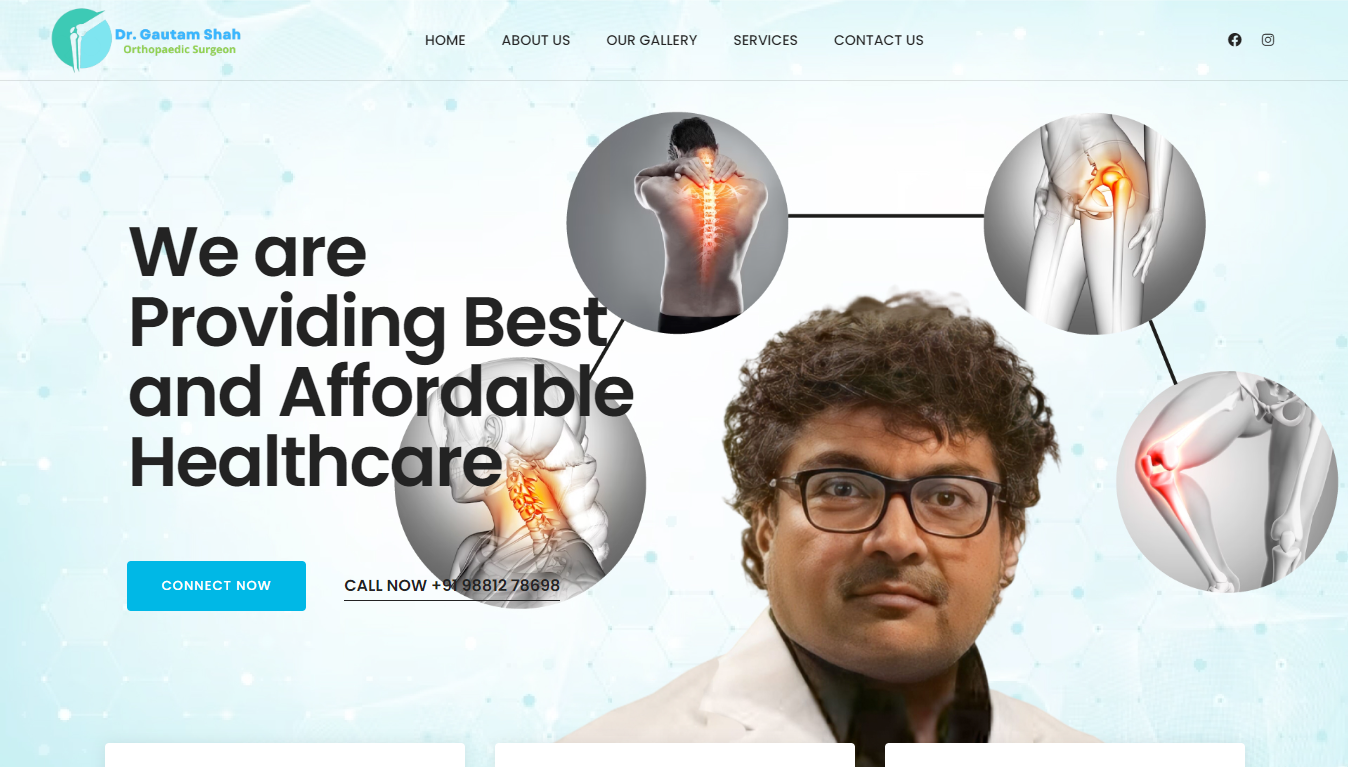 Dr. Gautam Shah
Orthopaedic Surgeon
HOME
ABOUT US
OUR GALLERY
SERVICES
CONTACT US
We are
Providing Best
and Affordable
Healthcare
CONNECT NOW
CALL NOW +91 98812 78698